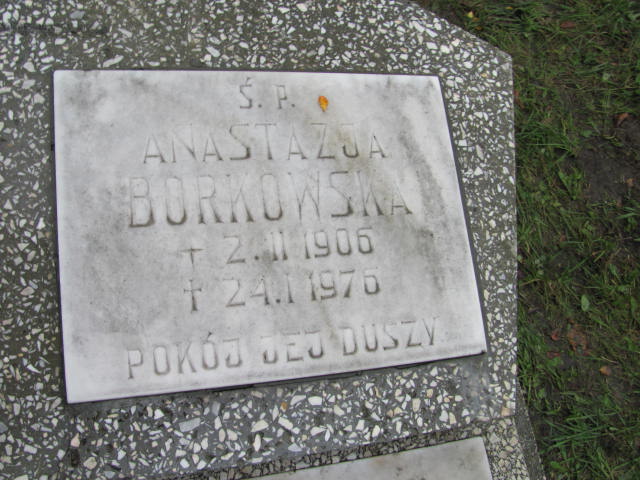 Ś. P.
ANASTAZJA
BORKOWSKA
+ 2.II 1906
† 24.I 1976
POKÓJ JEJ DUSZY